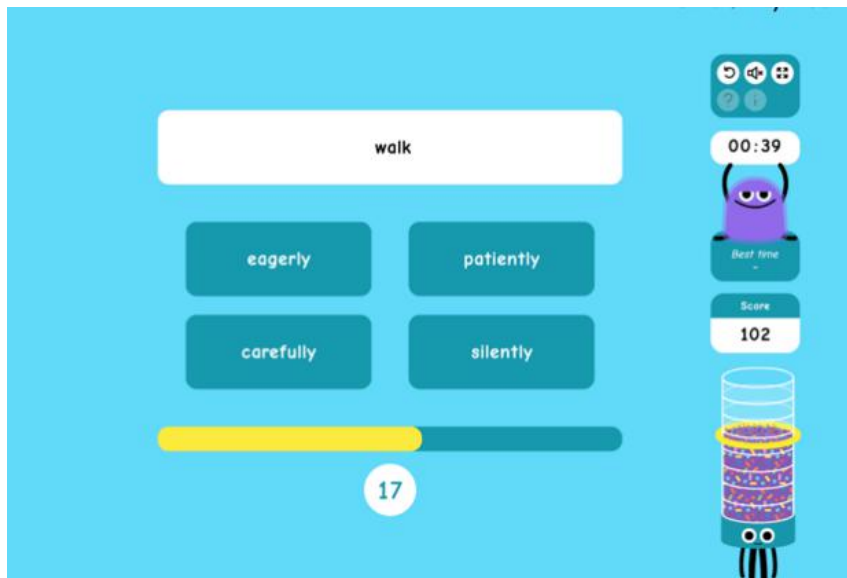 walk
00:39
eagerly
patiently
Best time
-
carefully
silently
Score
102
17